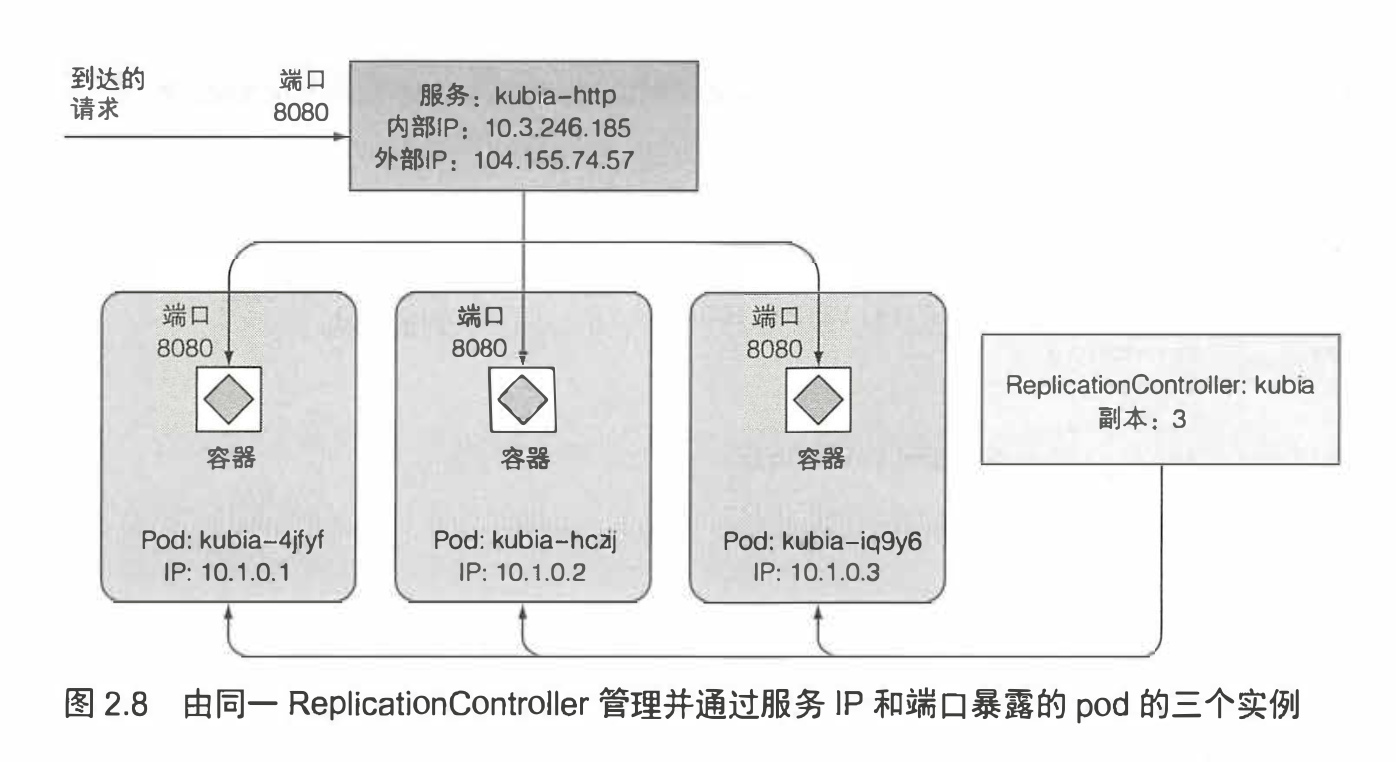 到达的
请求
端口
8080
服务：kubia-http
内部IP：10.3.246.185
外部IP：104.155.74.57
端口
8080
容器
Pod: kubia-4jfyf
IP: 10.1.0.1
端口
8080
容器
Pod: kubia-hczij
IP: 10.1.0.2
端口
8080
容器
Pod: kubia-iq9y6
IP: 10.1.0.3
ReplicationController: kubia
副本：3
图 2.8 由同一 ReplicationController 管理并通过服务 IP 和端口暴露的 pod 的三个实例